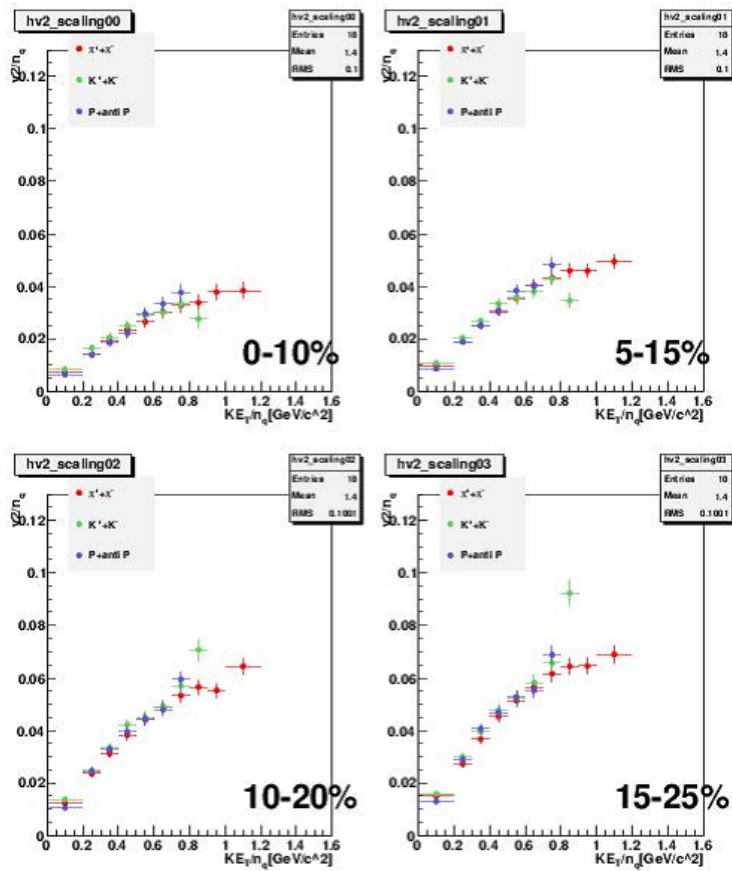 hv2_scaling00
hv2_scaling00
Entries 18
Mean 1.4
RMS 0.1
v2/n_q
0.12
0.1
0.08
0.06
0.04
0.02
0
π⁺+π⁻
K⁺+K⁻
P+anti P
0-10%
0 0.2 0.4 0.6 0.8 1 1.2 1.4 1.6
KE_T/n_q[GeV/c^2]
hv2_scaling01
hv2_scaling01
Entries 18
Mean 1.4
RMS 0.1
v2/n_q
0.12
0.1
0.08
0.06
0.04
0.02
0
π⁺+π⁻
K⁺+K⁻
P+anti P
5-15%
0 0.2 0.4 0.6 0.8 1 1.2 1.4 1.6
KE_T/n_q[GeV/c^2]
hv2_scaling02
hv2_scaling02
Entries 18
Mean 1.4
RMS 0.1001
v2/n_q
0.12
0.1
0.08
0.06
0.04
0.02
0
π⁺+π⁻
K⁺+K⁻
P+anti P
10-20%
0 0.2 0.4 0.6 0.8 1 1.2 1.4 1.6
KE_T/n_q[GeV/c^2]
hv2_scaling03
hv2_scaling03
Entries 18
Mean 1.4
RMS 0.1001
v2/n_q
0.12
0.1
0.08
0.06
0.04
0.02
0
π⁺+π⁻
K⁺+K⁻
P+anti P
15-25%
0 0.2 0.4 0.6 0.8 1 1.2 1.4 1.6
KE_T/n_q[GeV/c^2]